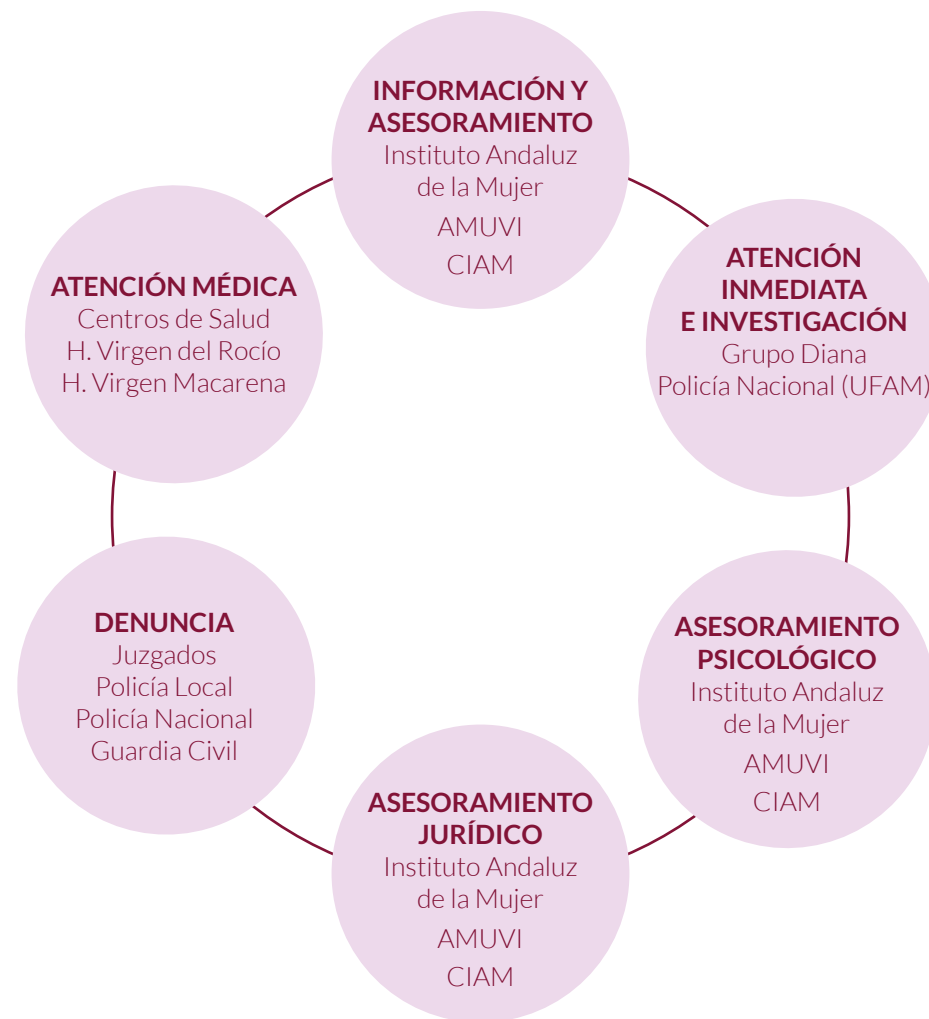 INFORMACIÓN Y
ASESORAMIENTO
Instituto Andaluz
de la Mujer
AMUVI
CIAM
ATENCIÓN
INMEDIATA
E INVESTIGACIÓN
Grupo Diana
Policía Nacional (UFAM)
ASESORAMIENTO
PSICOLÓGICO
Instituto Andaluz
de la Mujer
AMUVI
CIAM
ASESORAMIENTO
JURÍDICO
Instituto Andaluz
de la Mujer
AMUVI
CIAM
DENUNCIA
Juzgados
Policía Local
Policía Nacional
Guardia Civil
ATENCIÓN MÉDICA
Centros de Salud
H. Virgen del Rocío
H. Virgen Macarena